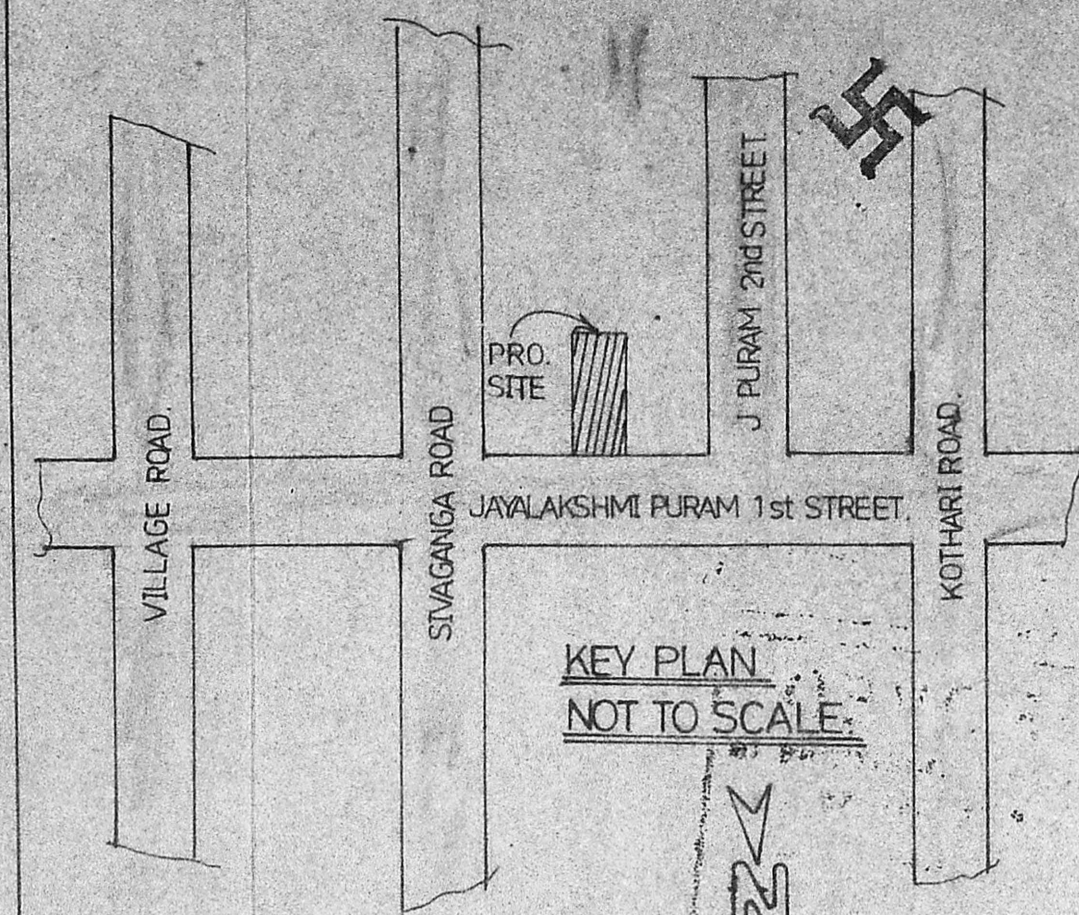 PRO.
SITE
VILLAGE ROAD.
SIVAGANGA ROAD
J PURAM 2nd STREET.
KOTHARI ROAD.
JAYALAKSHMI PURAM 1st STREET.
KEY PLAN
NOT TO SCALE.
N